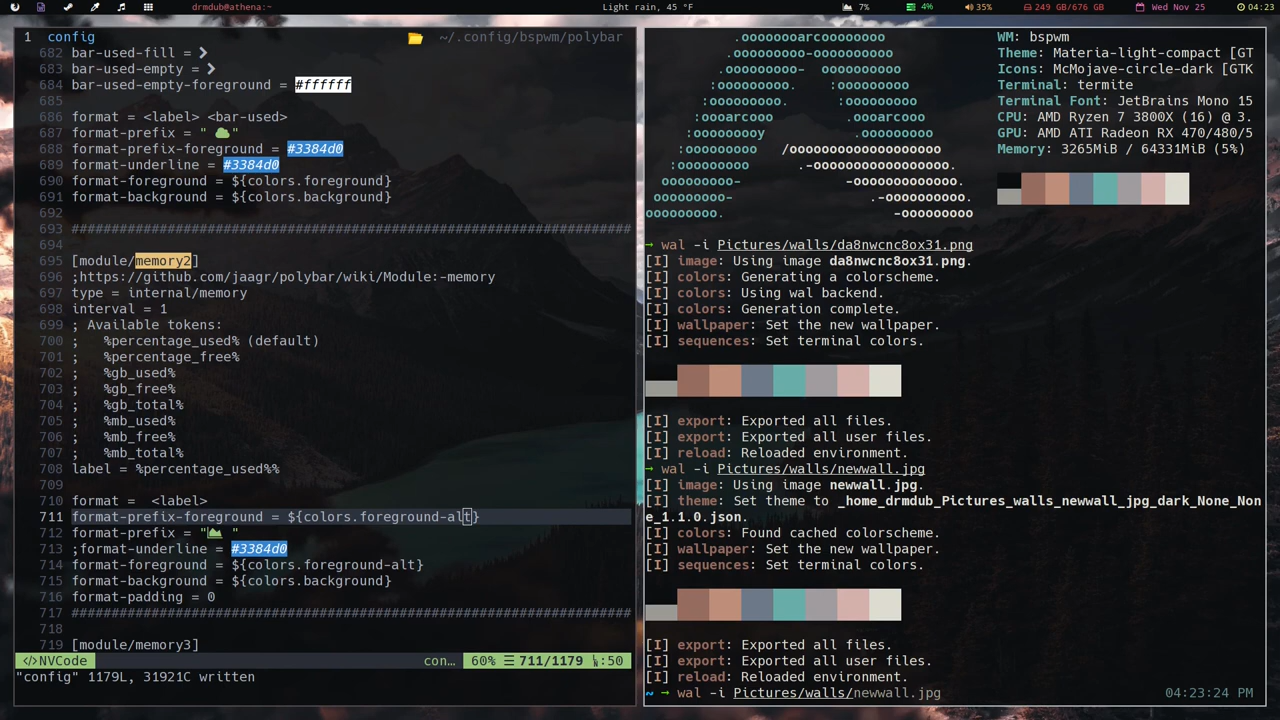 drmdub@athena:~
Light rain, 45 °F
7%
4%
35%
249 GB/676 GB
Wed Nov 25
04:23
1 config ~/.config/bspwm/polybar
682 bar-used-fill =
683 bar-used-empty =
684 bar-used-empty-foreground = #ffffff
685
686 format = <label> <bar-used>
687 format-prefix = " "
688 format-prefix-foreground = #3384d0
689 format-underline = #3384d0
690 format-foreground = ${colors.foreground}
691 format-background = ${colors.background}
692
693 ######################################################################
694
695 [module/memory2]
696 ;https://github.com/jaagr/polybar/wiki/Module:-memory
697 type = internal/memory
698 interval = 1
699 ; Available tokens:
700 ;   %percentage_used% (default)
701 ;   %percentage_free%
702 ;   %gb_used%
703 ;   %gb_free%
704 ;   %gb_total%
705 ;   %mb_used%
706 ;   %mb_free%
707 ;   %mb_total%
708 label = %percentage_used%%
709
710 format =  <label>
711 format-prefix-foreground = ${colors.foreground-alt}
712 format-prefix = " "
713 ;format-underline = #3384d0
714 format-foreground = ${colors.foreground-alt}
715 format-background = ${colors.background}
716 format-padding = 0
717 ######################################################################
718
719 [module/memory3]
</>NVCode con… 60% ☰ 711/1179 :50
"config" 1179L, 31921C written
.ooooooooarcoooooooo
.oooooooooo-oooooooooo
.ooooooooo-  oooooooooo
:ooooooooo.   :ooooooooo
:ooooooooo.    :ooooooooo
:oooarcooo      .oooarcooo
:ooooooooy       .ooooooooo
:ooooooooo   /ooooooooooooooooooo
:ooooooooo      .-ooooooooooooooooo.
ooooooooo-             -ooooooooooooo.
ooooooooo-                 .-oooooooooo.
ooooooooo.                     -ooooooooo
WM: bspwm
Theme: Materia-light-compact [GT
Icons: McMojave-circle-dark [GTK
Terminal: termite
Terminal Font: JetBrains Mono 15
CPU: AMD Ryzen 7 3800X (16) @ 3.
GPU: AMD ATI Radeon RX 470/480/5
Memory: 3265MiB / 64331MiB (5%)
→ wal -i Pictures/walls/da8nwcnc8ox31.png
[I] image: Using image da8nwcnc8ox31.png.
[I] colors: Generating a colorscheme.
[I] colors: Using wal backend.
[I] colors: Generation complete.
[I] wallpaper: Set the new wallpaper.
[I] sequences: Set terminal colors.
[I] export: Exported all files.
[I] export: Exported all user files.
[I] reload: Reloaded environment.
→ wal -i Pictures/walls/newwall.jpg
[I] image: Using image newwall.jpg.
[I] theme: Set theme to _home_drmdub_Pictures_walls_newwall_jpg_dark_None_Non
e_1.1.0.json.
[I] colors: Found cached colorscheme.
[I] wallpaper: Set the new wallpaper.
[I] sequences: Set terminal colors.
[I] export: Exported all files.
[I] export: Exported all user files.
[I] reload: Reloaded environment.
~ → wal -i Pictures/walls/newwall.jpg 04:23:24 PM